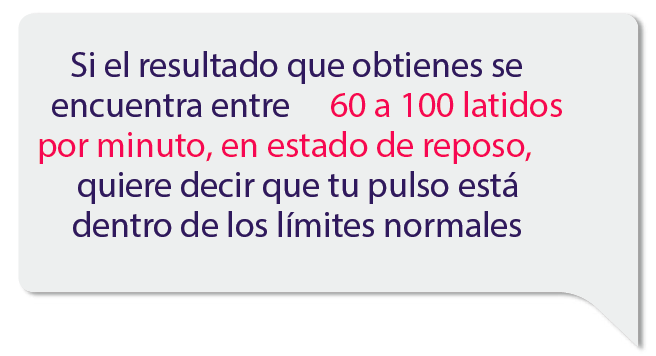 Si el resultado que obtienes se
encuentra entre 60 a 100 latidos
por minuto, en estado de reposo,
quiere decir que tu pulso está
dentro de los límites normales